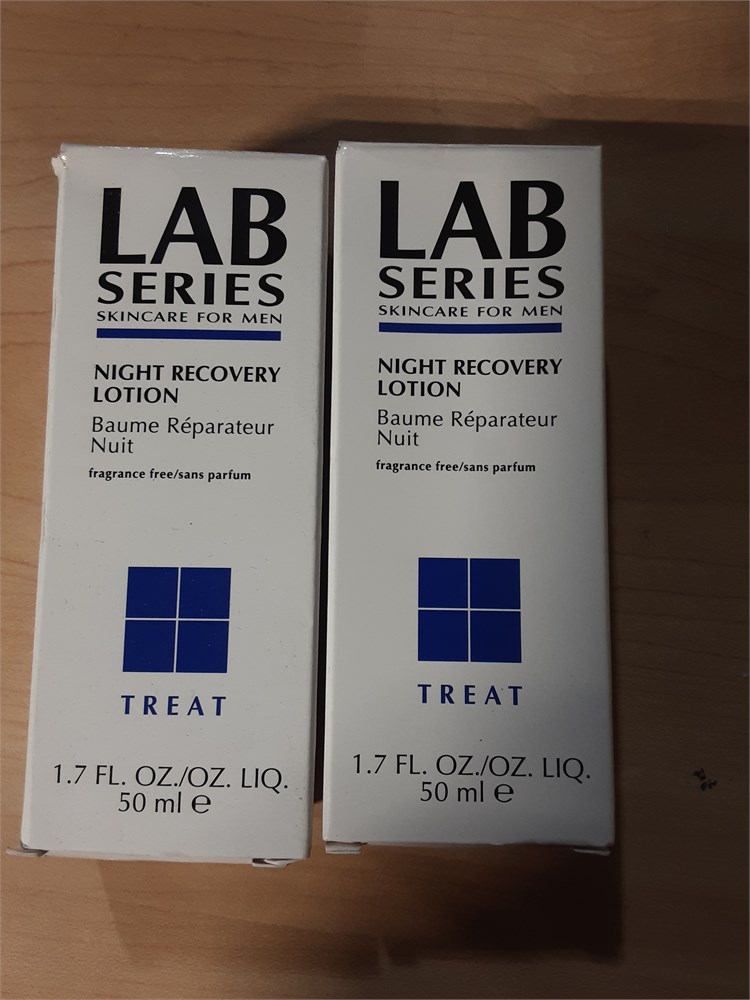 LAB
SERIES
SKINCARE FOR MEN
NIGHT RECOVERY
LOTION
Baume Réparateur
Nuit
fragrance free/sans parfum
TREAT
1.7 FL. OZ./OZ. LIQ.
50 ml ℮
LAB
SERIES
SKINCARE FOR MEN
NIGHT RECOVERY
LOTION
Baume Réparateur
Nuit
fragrance free/sans parfum
TREAT
1.7 FL. OZ./OZ. LIQ.
50 ml ℮